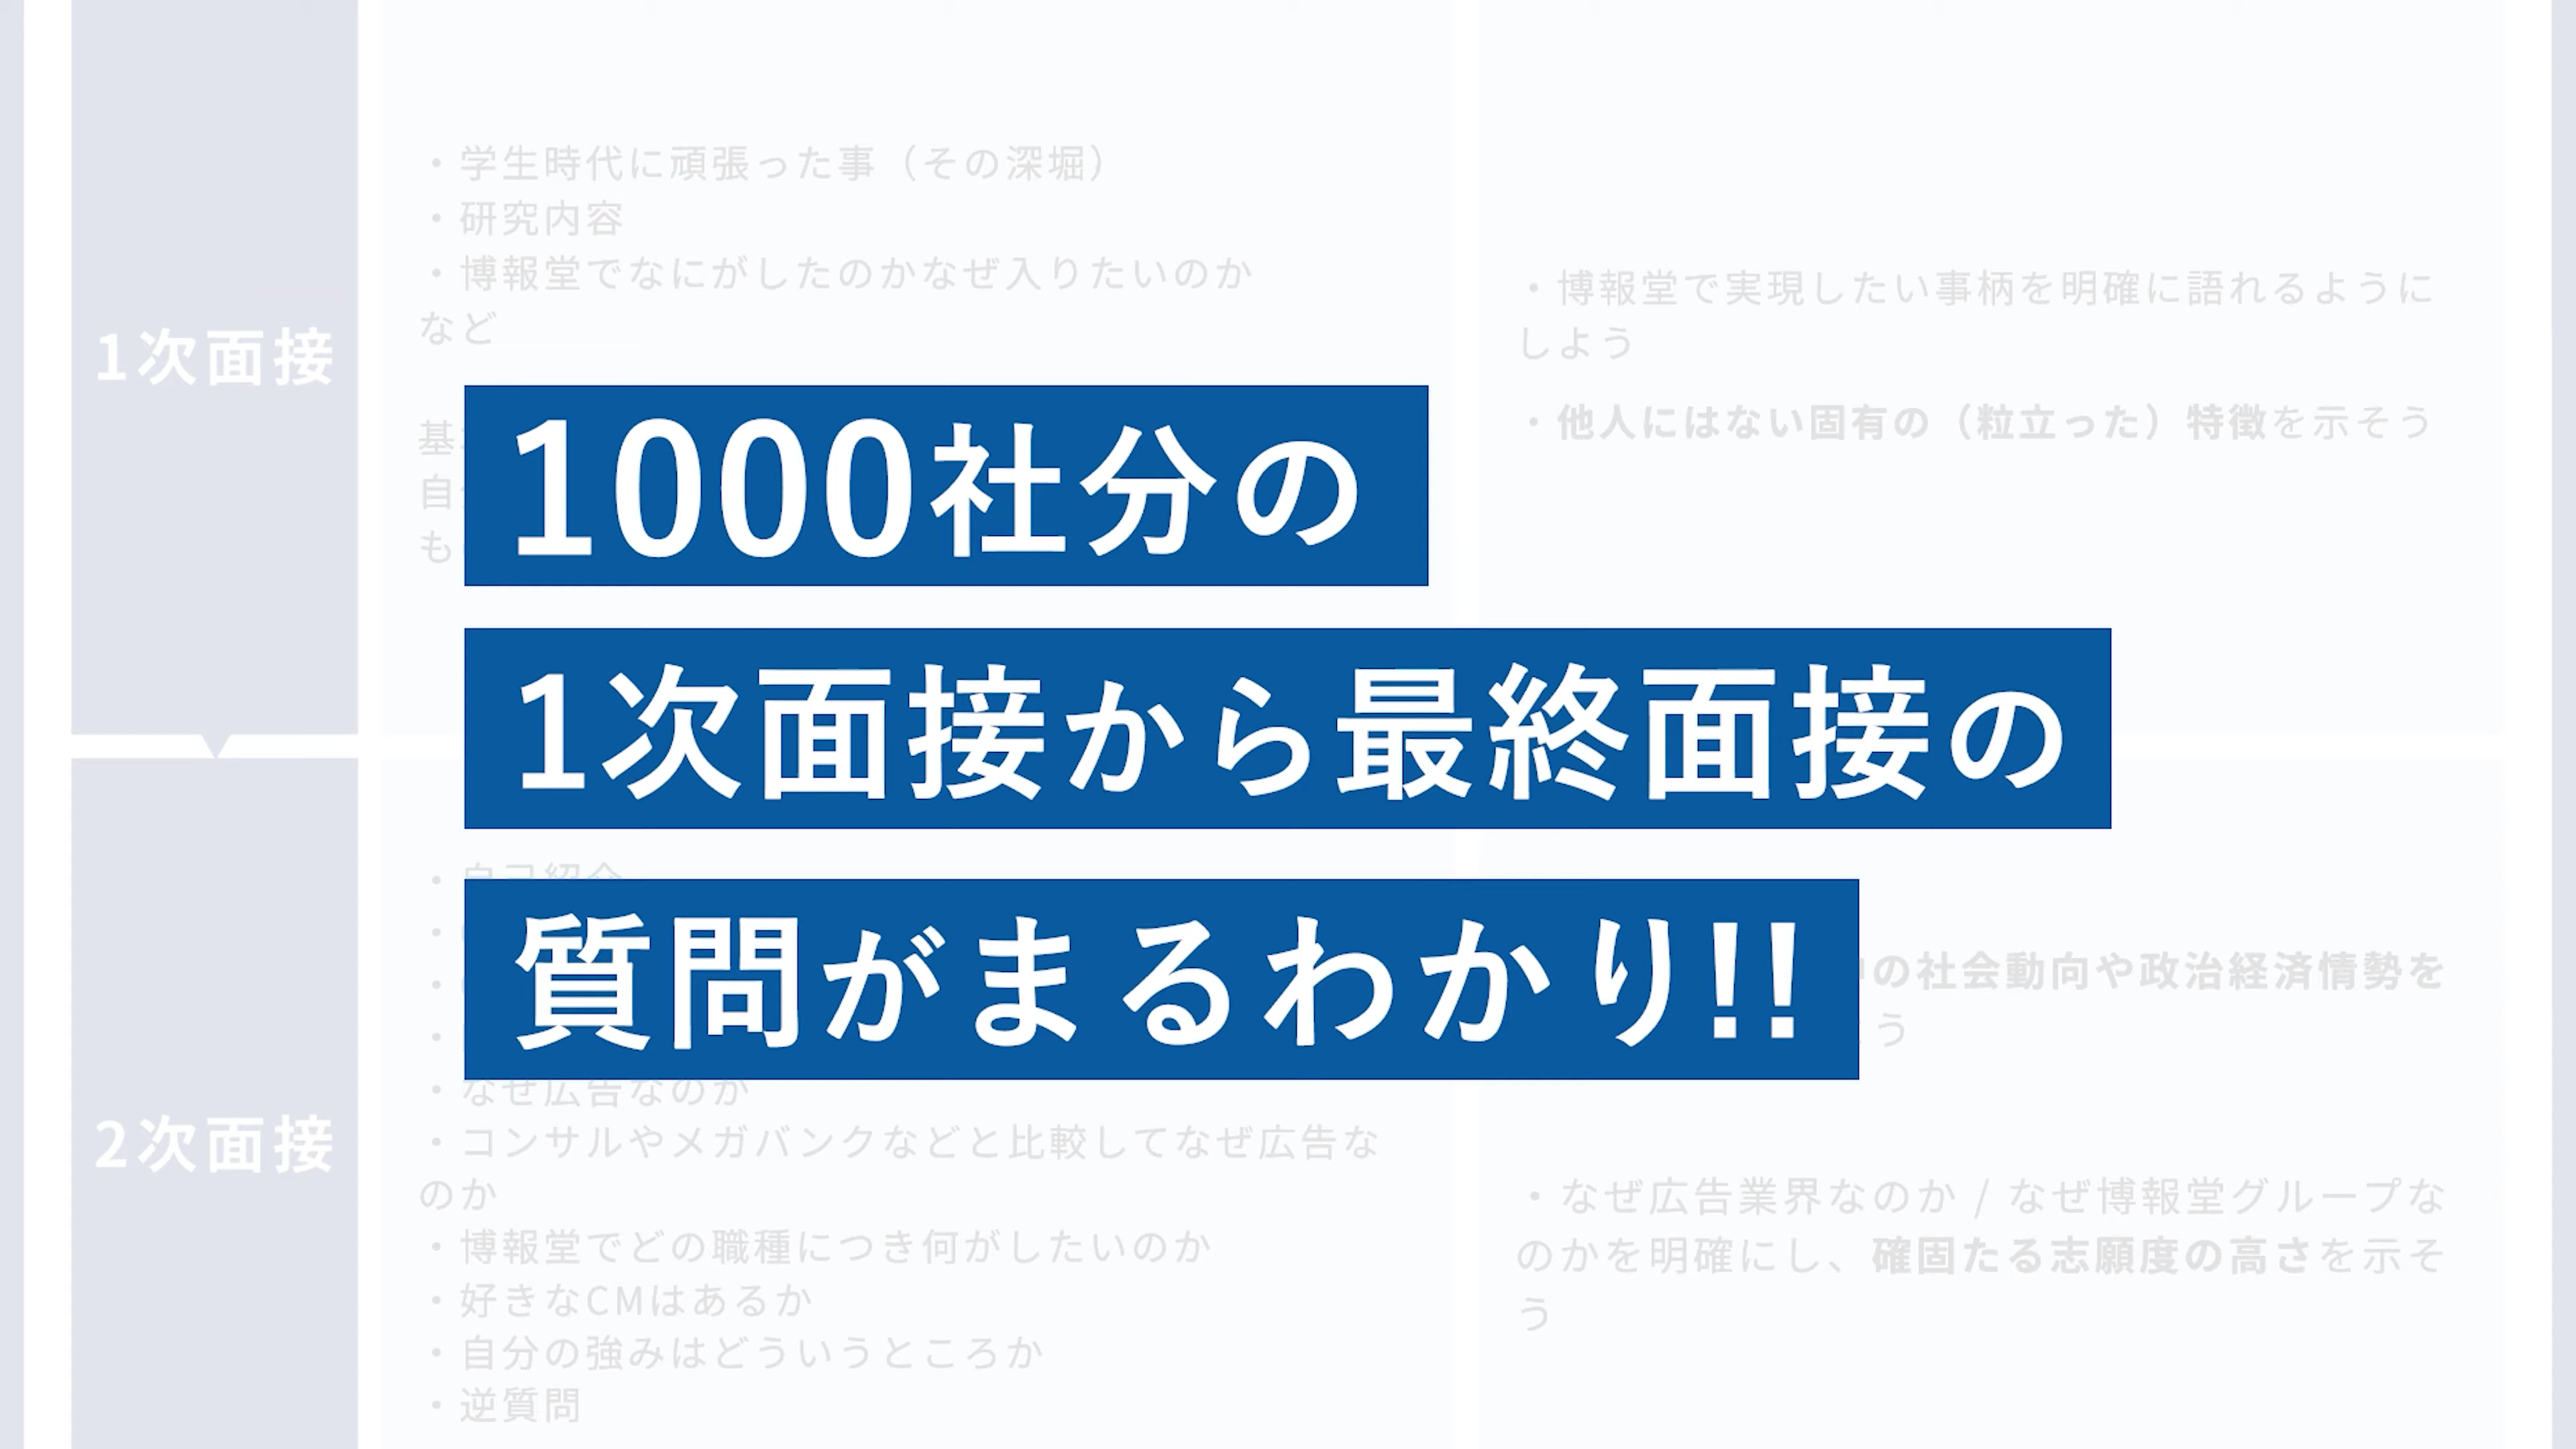 1次面接
・学生時代に頑張った事（その深堀）
・研究内容
・博報堂でなにがしたのかなぜ入りたいのか
など
・博報堂で実現したい事柄を明確に語れるように
しよう
・他人にはない固有の（粒立った）特徴を示そう
1000社分の
1次面接から最終面接の
質問がまるわかり!!
2次面接
・自己紹介
・なぜ広告なのか
・コンサルやメガバンクなどと比較してなぜ広告な
のか
・博報堂でどの職種につき何がしたいのか
・好きなCMはあるか
・自分の強みはどういうところか
・逆質問
の社会動向や政治経済情勢を
う
・なぜ広告業界なのか / なぜ博報堂グループな
のかを明確にし、確固たる志願度の高さを示そ
う